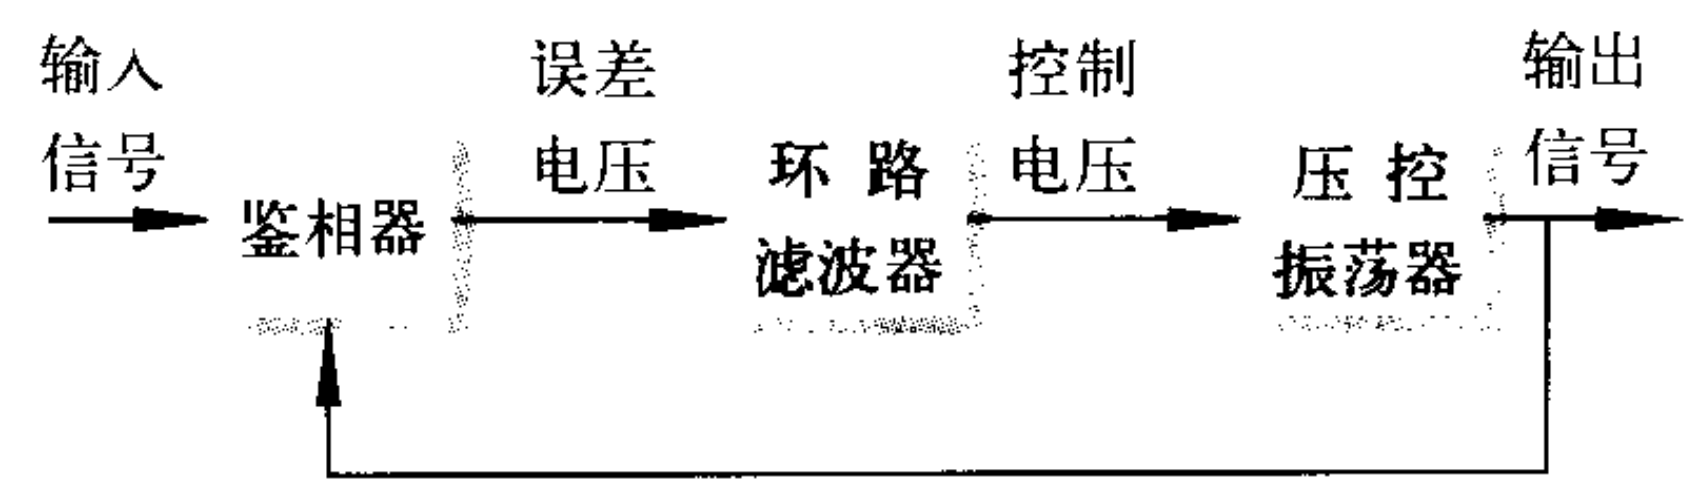 输入
信号
鉴相器
误差
电压
环路
滤波器
控制
电压
压控
振荡器
输出
信号